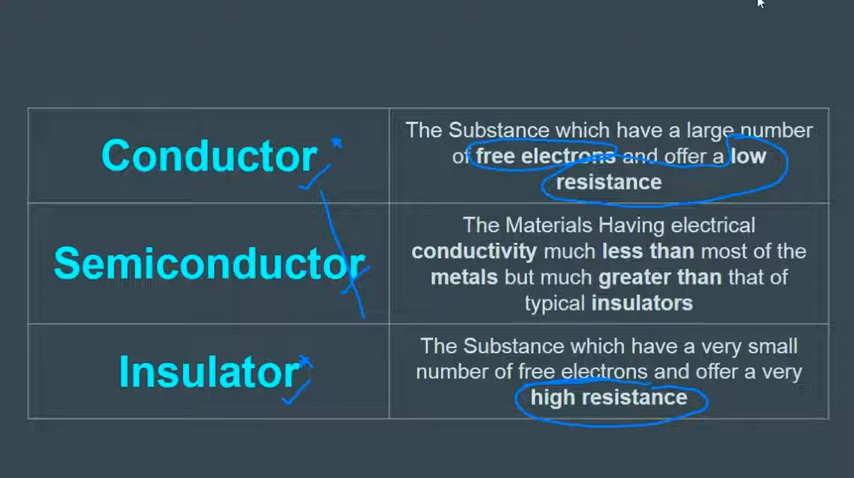 Conductor
The Substance which have a large number
of free electrons and offer a low
resistance
Semiconductor
The Materials Having electrical
conductivity much less than most of the
metals but much greater than that of
typical insulators
Insulator
The Substance which have a very small
number of free electrons and offer a very
high resistance